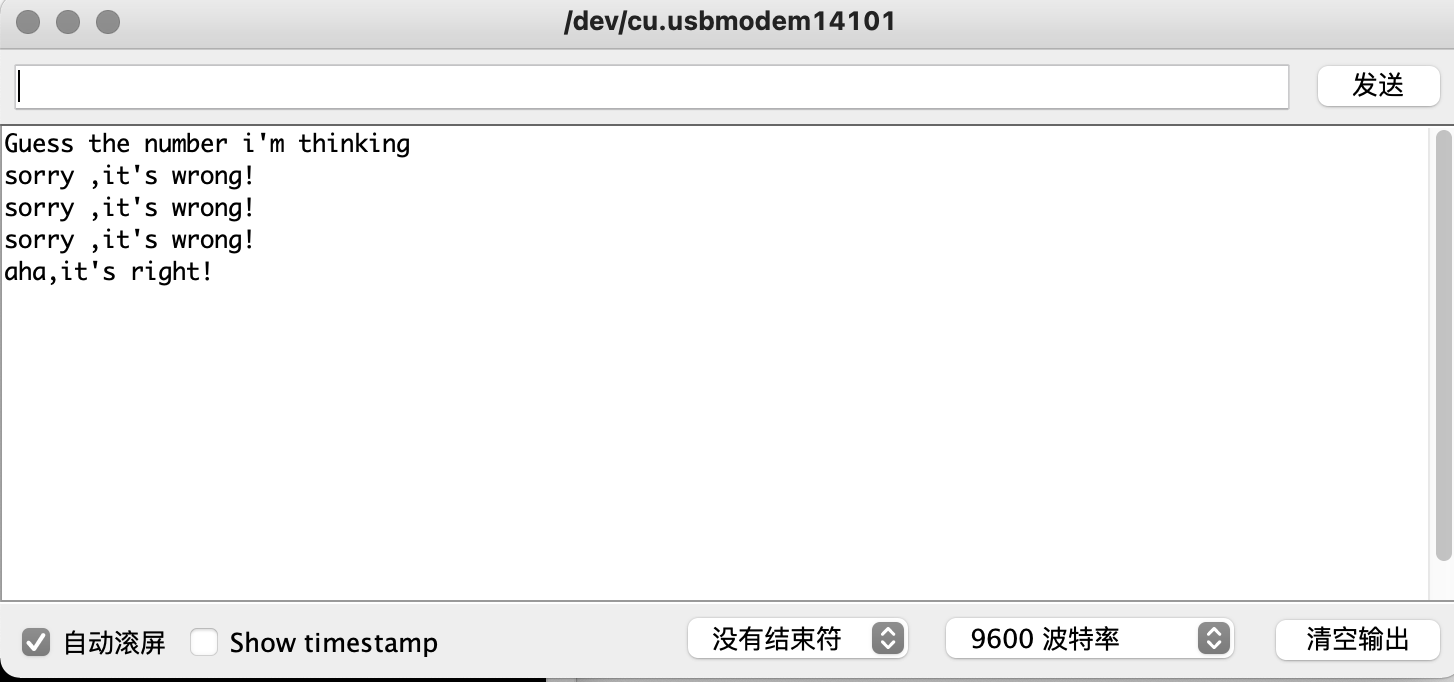 /dev/cu.usbmodem14101
发送
Guess the number i'm thinking
sorry ,it's wrong!
sorry ,it's wrong!
sorry ,it's wrong!
aha,it's right!
自动滚屏 Show timestamp 没有结束符 9600 波特率 清空输出